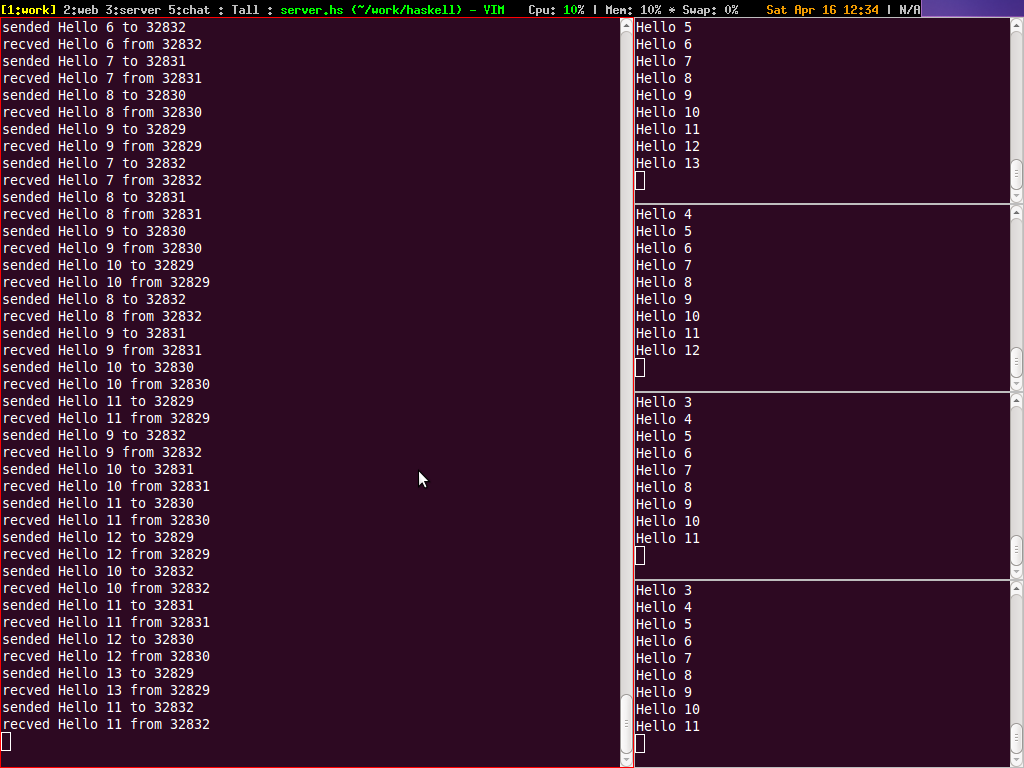 [1:work] 2:web 3:server 5:chat : Tall : server.hs (~/work/haskell) - VIM Cpu: 10% | Mem: 10% * Swap: 0% Sat Apr 16 12:34 | N/A
sended Hello 6 to 32832
recved Hello 6 from 32832
sended Hello 7 to 32831
recved Hello 7 from 32831
sended Hello 8 to 32830
recved Hello 8 from 32830
sended Hello 9 to 32829
recved Hello 9 from 32829
sended Hello 7 to 32832
recved Hello 7 from 32832
sended Hello 8 to 32831
recved Hello 8 from 32831
sended Hello 9 to 32830
recved Hello 9 from 32830
sended Hello 10 to 32829
recved Hello 10 from 32829
sended Hello 8 to 32832
recved Hello 8 from 32832
sended Hello 9 to 32831
recved Hello 9 from 32831
sended Hello 10 to 32830
recved Hello 10 from 32830
sended Hello 11 to 32829
recved Hello 11 from 32829
sended Hello 9 to 32832
recved Hello 9 from 32832
sended Hello 10 to 32831
recved Hello 10 from 32831
sended Hello 11 to 32830
recved Hello 11 from 32830
sended Hello 12 to 32829
recved Hello 12 from 32829
sended Hello 10 to 32832
recved Hello 10 from 32832
sended Hello 11 to 32831
recved Hello 11 from 32831
sended Hello 12 to 32830
recved Hello 12 from 32830
sended Hello 13 to 32829
recved Hello 13 from 32829
sended Hello 11 to 32832
recved Hello 11 from 32832
Hello 5
Hello 6
Hello 7
Hello 8
Hello 9
Hello 10
Hello 11
Hello 12
Hello 13
Hello 4
Hello 5
Hello 6
Hello 7
Hello 8
Hello 9
Hello 10
Hello 11
Hello 12
Hello 3
Hello 4
Hello 5
Hello 6
Hello 7
Hello 8
Hello 9
Hello 10
Hello 11
Hello 3
Hello 4
Hello 5
Hello 6
Hello 7
Hello 8
Hello 9
Hello 10
Hello 11